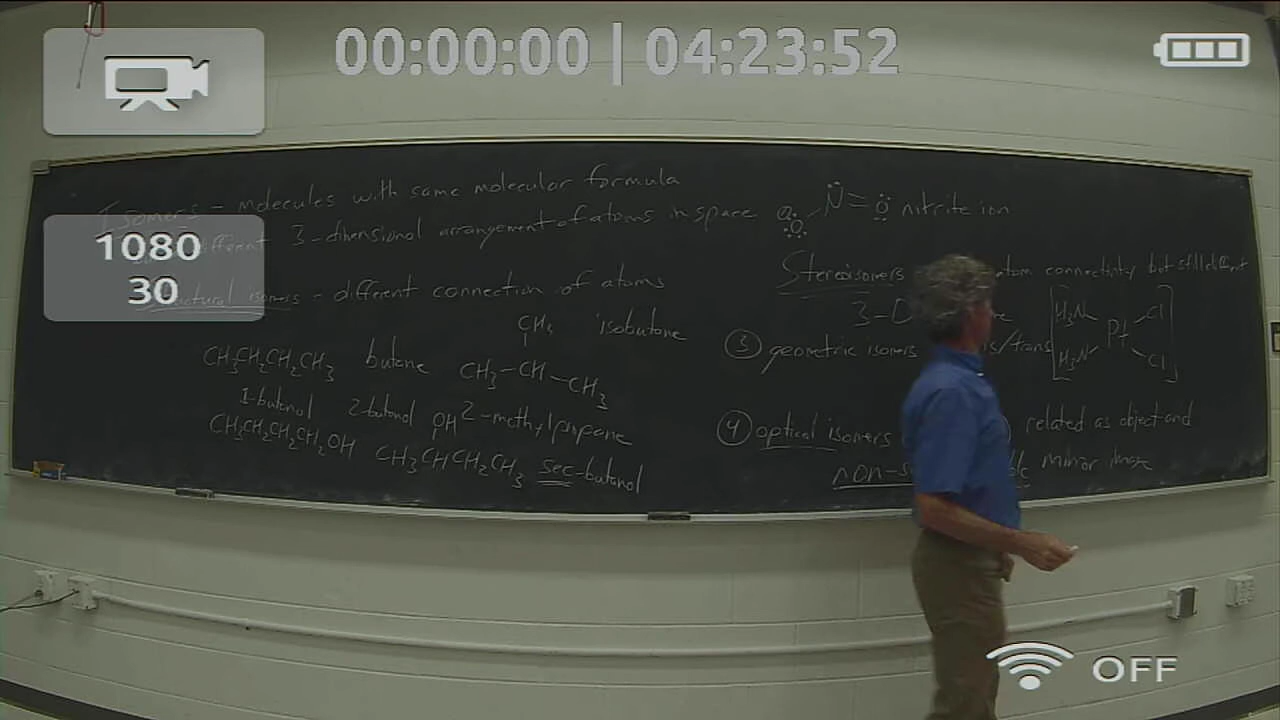 00:00:00 | 04:23:52
1080
30
Isomers - molecules with same molecular formula
different 3-dimensional arrangement of atoms in space
structural isomers - different connection of atoms
CH3 isobutane
CH3CH2CH2CH3 butane CH3-CH-CH3
1-butanol 2-butanol OH 2-methylpropane
CH3CH2CH2CH2OH CH3CHCH2CH3 sec-butanol
N = O nitrite ion
O
Stereoisomers atom connectivity but still different
3-D
③ geometric isomers cis/trans
H3N Cl
Pt
H3N Cl
④ optical isomers related as object and
non- mirror image
OFF